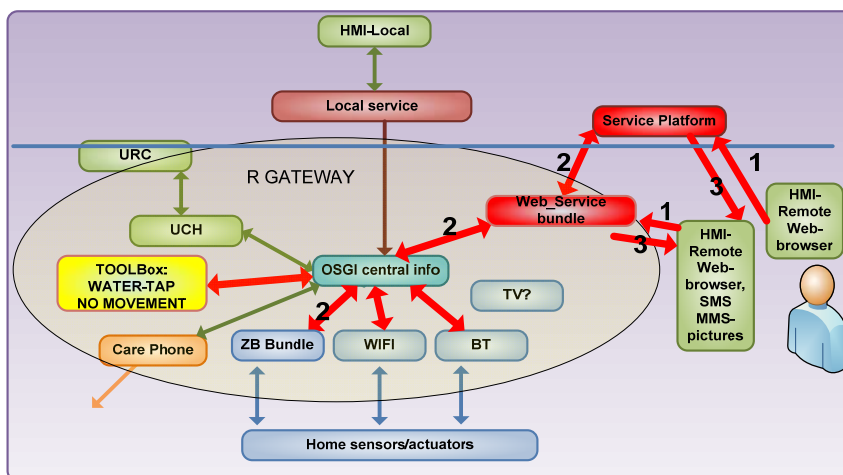 HMI-Local
Local service
Service Platform
URC
R GATEWAY
2
1
3
Web_Service
bundle
HMI-
Remote
Web-
browser
UCH
2
1
3
HMI-
Remote
Web-
browser,
SMS
MMS-
pictures
TOOLBox:
WATER-TAP
NO MOVEMENT
OSGI central info
TV?
2
Care Phone
ZB Bundle
WIFI
BT
Home sensors/actuators